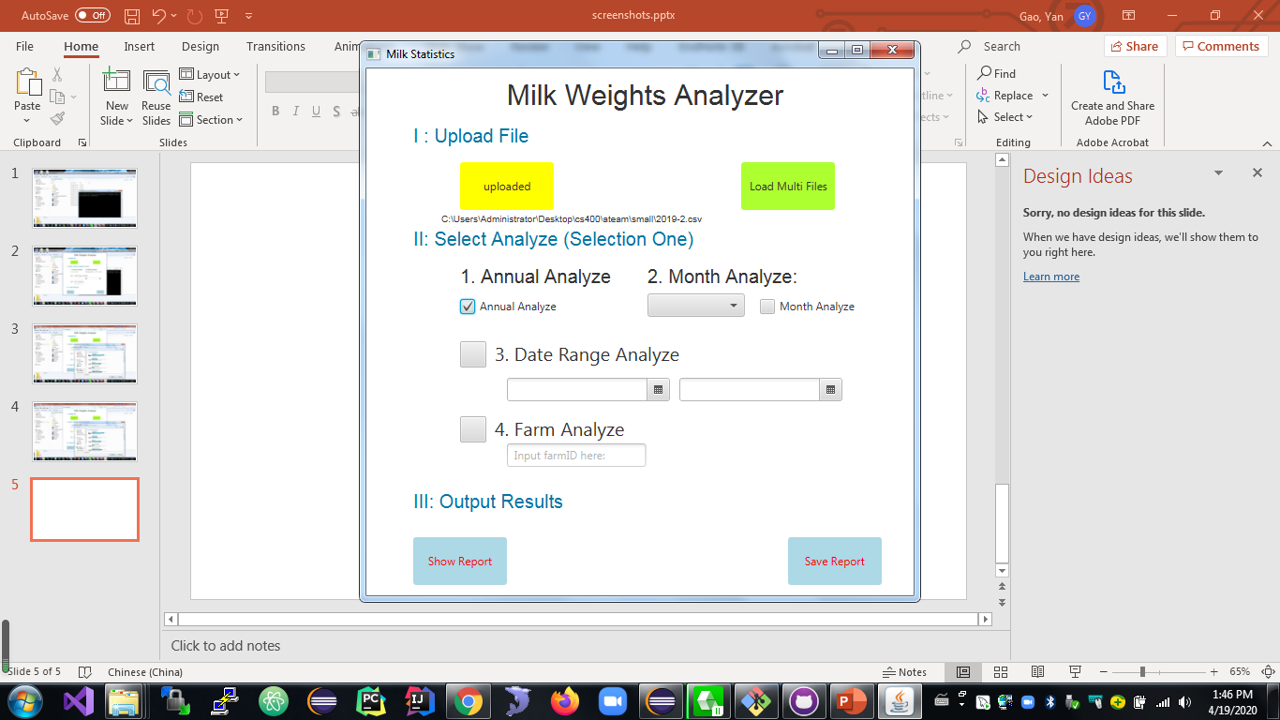 AutoSave Off
screenshots.pptx
Gao, Yan GY
File Home Insert Design Transitions
Search
Share Comments
Paste
Clipboard
New Slide
Reuse Slides
Layout
Reset
Section
Slides
B I U S
Find
Replace
Select
Editing
Create and Share Adobe PDF
Adobe Acrobat
Milk Statistics
Milk Weights Analyzer
I : Upload File
uploaded
Load Multi Files
C:\Users\Administrator\Desktop\cs400\ateam\small\2019-2.csv
II: Select Analyze (Selection One)
1. Annual Analyze
2. Month Analyze:
Annual Analyze
Month Analyze
3. Date Range Analyze
4. Farm Analyze
Input farmID here:
III: Output Results
Show Report
Save Report
1
2
3
4
5
Design Ideas
Sorry, no design ideas for this slide.
When we have design ideas, we'll show them to
you right here.
Learn more
Click to add notes
Slide 5 of 5
Chinese (China)
Notes
65%
1:46 PM
4/19/2020